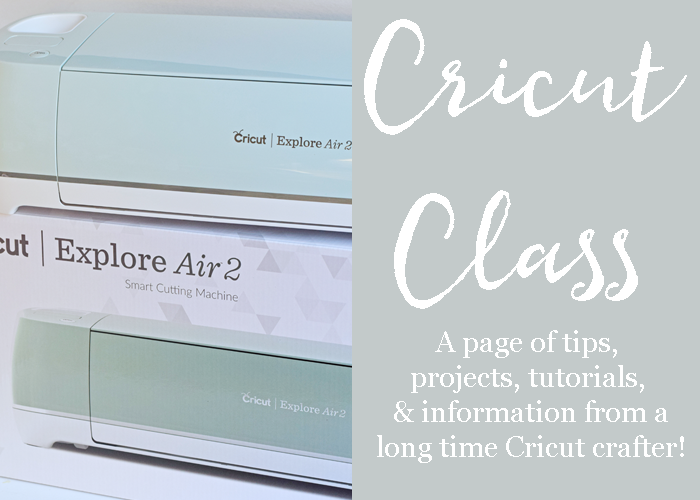 Cricut | Explore Air 2
cut | Explore Air 2
Smart Cutting Machine
Cricut | Explore Air 2
Cricut
Class
A page of tips,
projects, tutorials,
& information from a
long time Cricut crafter!